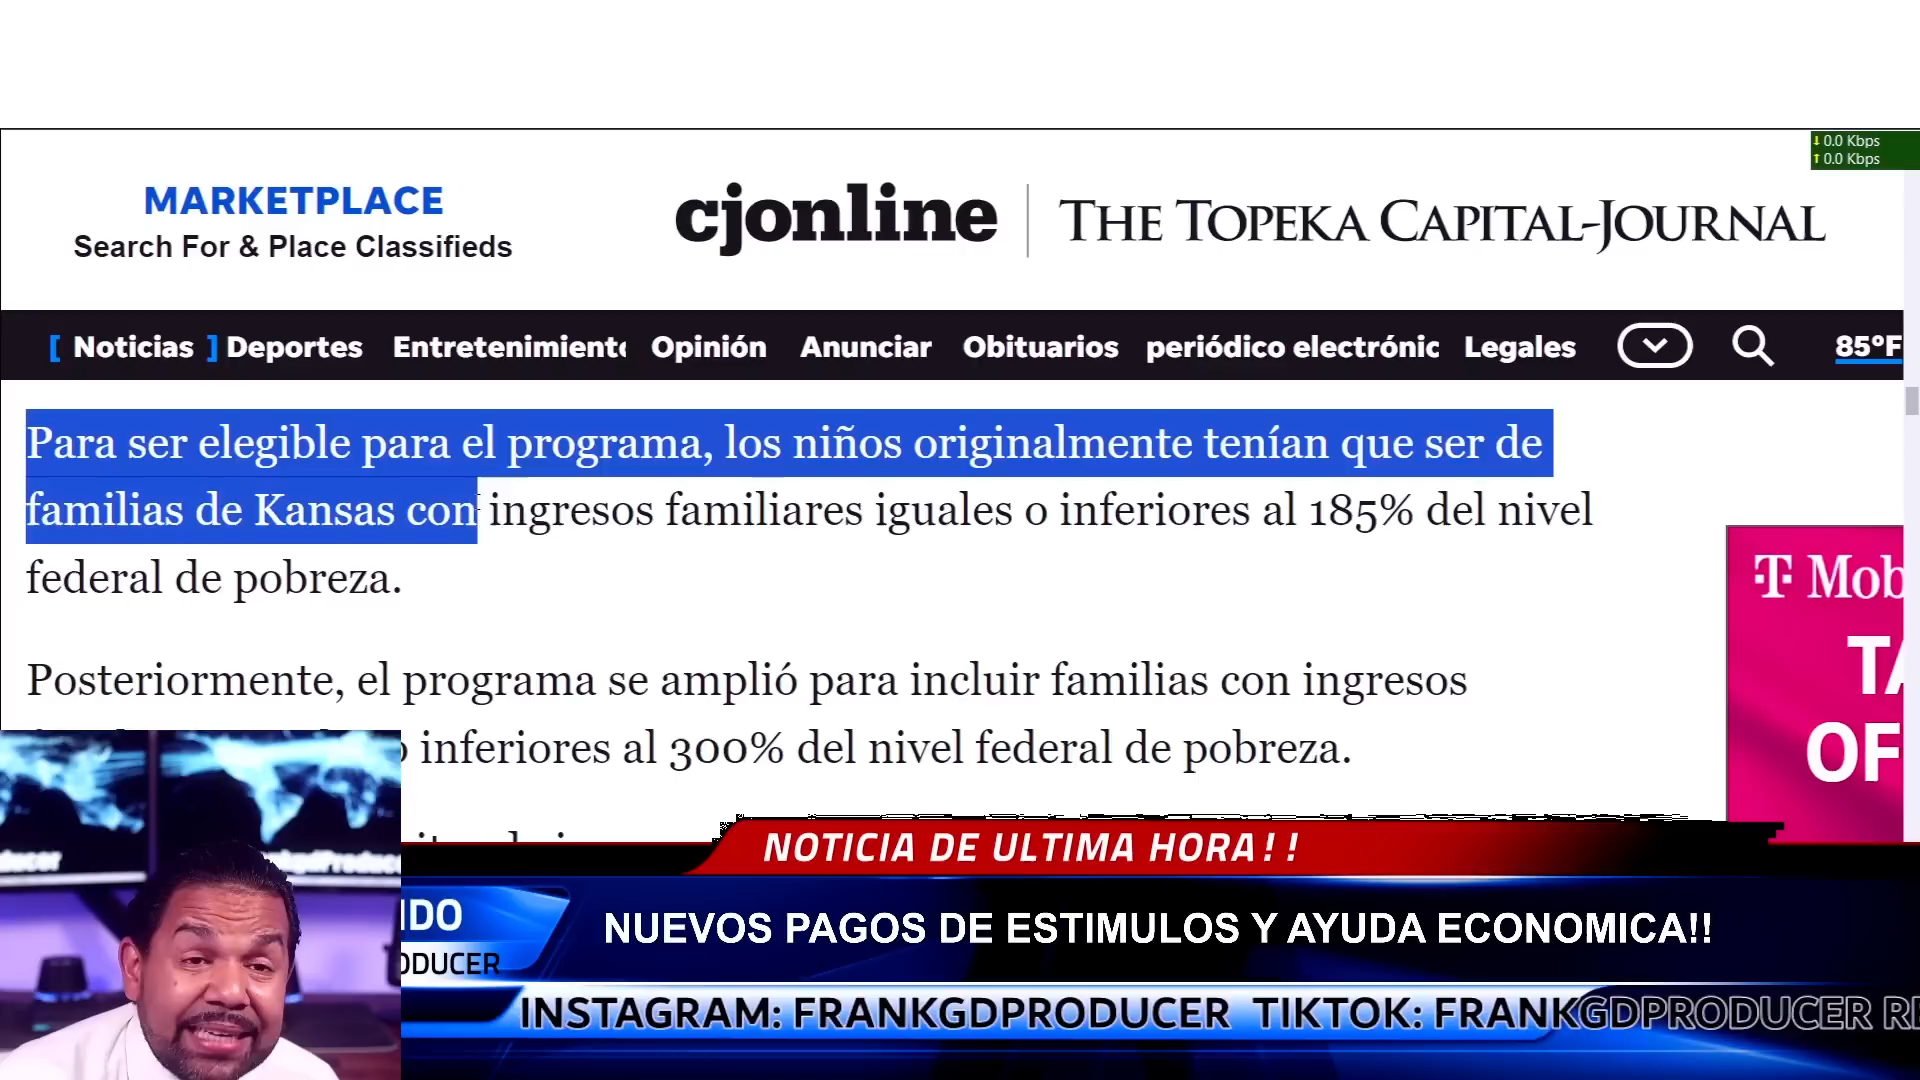 0.0 Kbps
0.0 Kbps
MARKETPLACE
Search For & Place Classifieds
cjonline
THE TOPEKA CAPITAL-JOURNAL
[ Noticias ] Deportes Entretenimiento Opinión Anunciar Obituarios periódico electrónic Legales 85°F
Para ser elegible para el programa, los niños originalmente tenían que ser de
familias de Kansas con ingresos familiares iguales o inferiores al 185% del nivel
federal de pobreza.
Posteriormente, el programa se amplió para incluir familias con ingresos
o inferiores al 300% del nivel federal de pobreza.
T Mob
TA
OF
NOTICIA DE ULTIMA HORA!!
IDO
ODUCER
NUEVOS PAGOS DE ESTIMULOS Y AYUDA ECONOMICA!!
INSTAGRAM: FRANKGDPRODUCER TIKTOK: FRANKGDPRODUCER RE